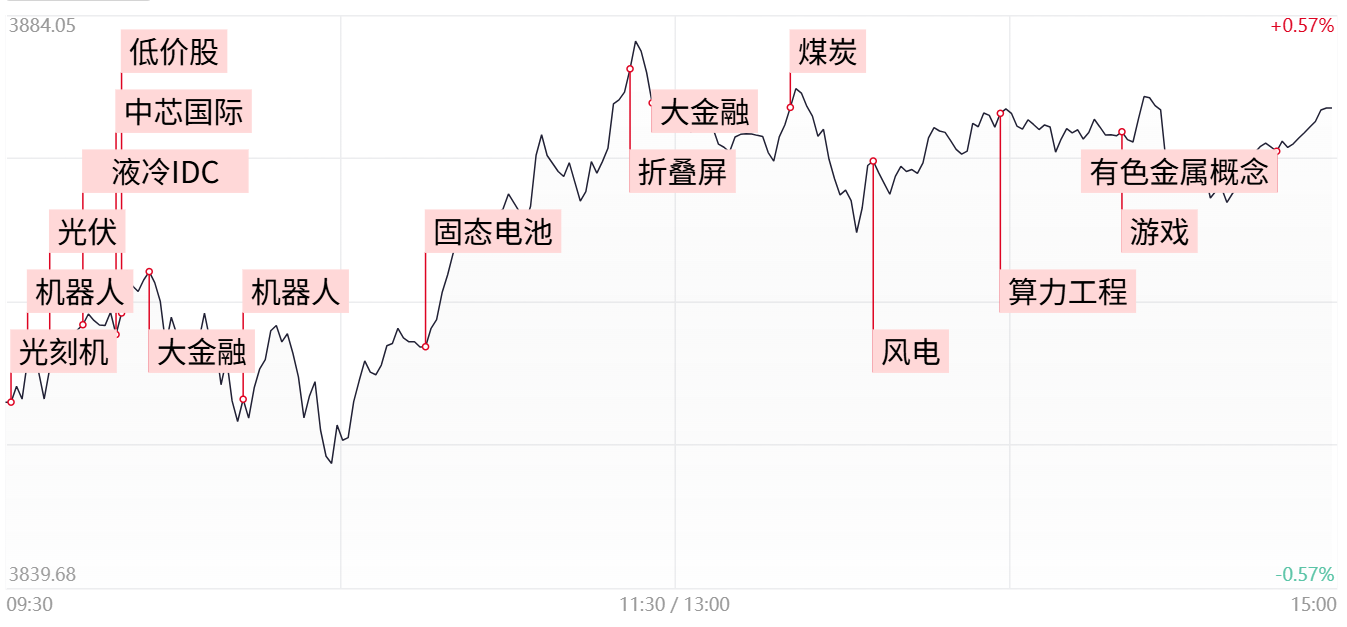 3884.05
+0.57%
低价股
煤炭
中芯国际
大金融
液冷IDC
折叠屏
有色金属概念
光伏
固态电池
游戏
机器人
机器人
算力工程
光刻机
大金融
风电
3839.68
-0.57%
09:30
11:30 / 13:00
15:00